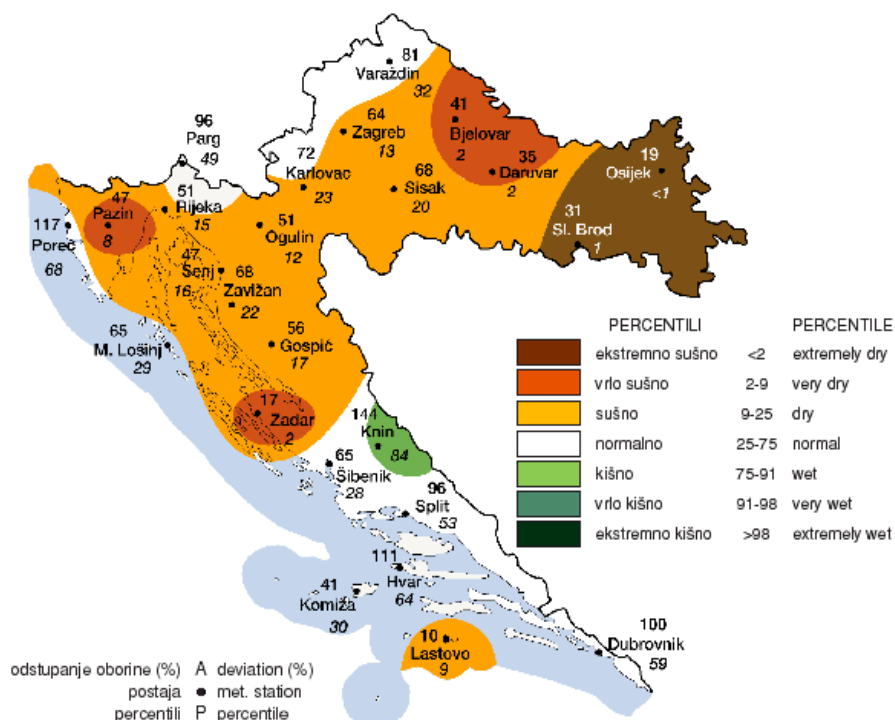 81
Varaždin
32
41
Bjelovar
2
64
Zagreb
13
96
Parg
49
72
Karlovac
23
68
Sisak
20
35
Daruvar
2
19
Osijek
<1
31
Sl. Brod
1
47
Pazin
8
51
Rijeka
15
117
Poreč
68
51
Ogulin
12
47
Senj
16
68
Zavižan
22
65
M. Lošinj
29
56
Gospić
17
17
Zadar
2
144
Knin
84
65
Šibenik
28
96
Split
53
111
Hvar
64
41
Komiža
30
10
Lastovo
9
100
Dubrovnik
59
PERCENTILI PERCENTILE
ekstremno sušno <2 extremely dry
vrlo sušno 2-9 very dry
sušno 9-25 dry
normalno 25-75 normal
kišno 75-91 wet
vrlo kišno 91-98 very wet
ekstremno kišno >98 extremely wet
odstupanje oborine (%) A deviation (%)
postaja met. station
percentili P percentile